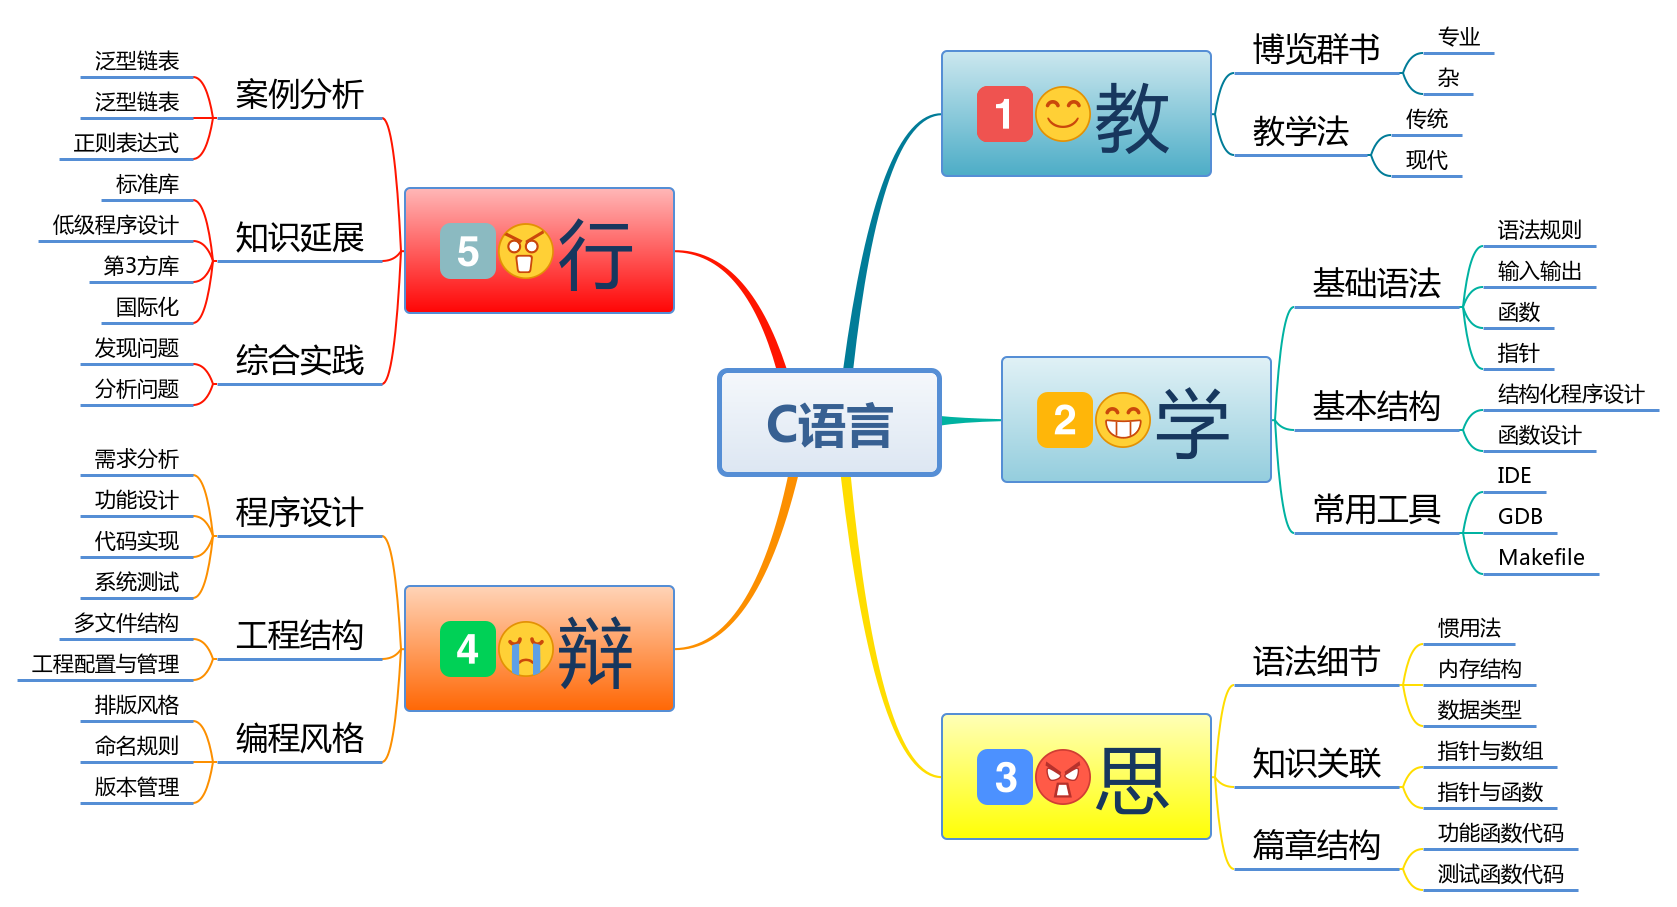 C语言
1 教
博览群书
专业
杂
教学法
传统
现代
2 学
基础语法
语法规则
输入输出
函数
指针
基本结构
结构化程序设计
函数设计
常用工具
IDE
GDB
Makefile
3 思
语法细节
惯用法
内存结构
数据类型
知识关联
指针与数组
指针与函数
篇章结构
功能函数代码
测试函数代码
4 辩
程序设计
需求分析
功能设计
代码实现
系统测试
工程结构
多文件结构
工程配置与管理
编程风格
排版风格
命名规则
版本管理
5 行
案例分析
泛型链表
泛型链表
正则表达式
知识延展
标准库
低级程序设计
第3方库
国际化
综合实践
发现问题
分析问题